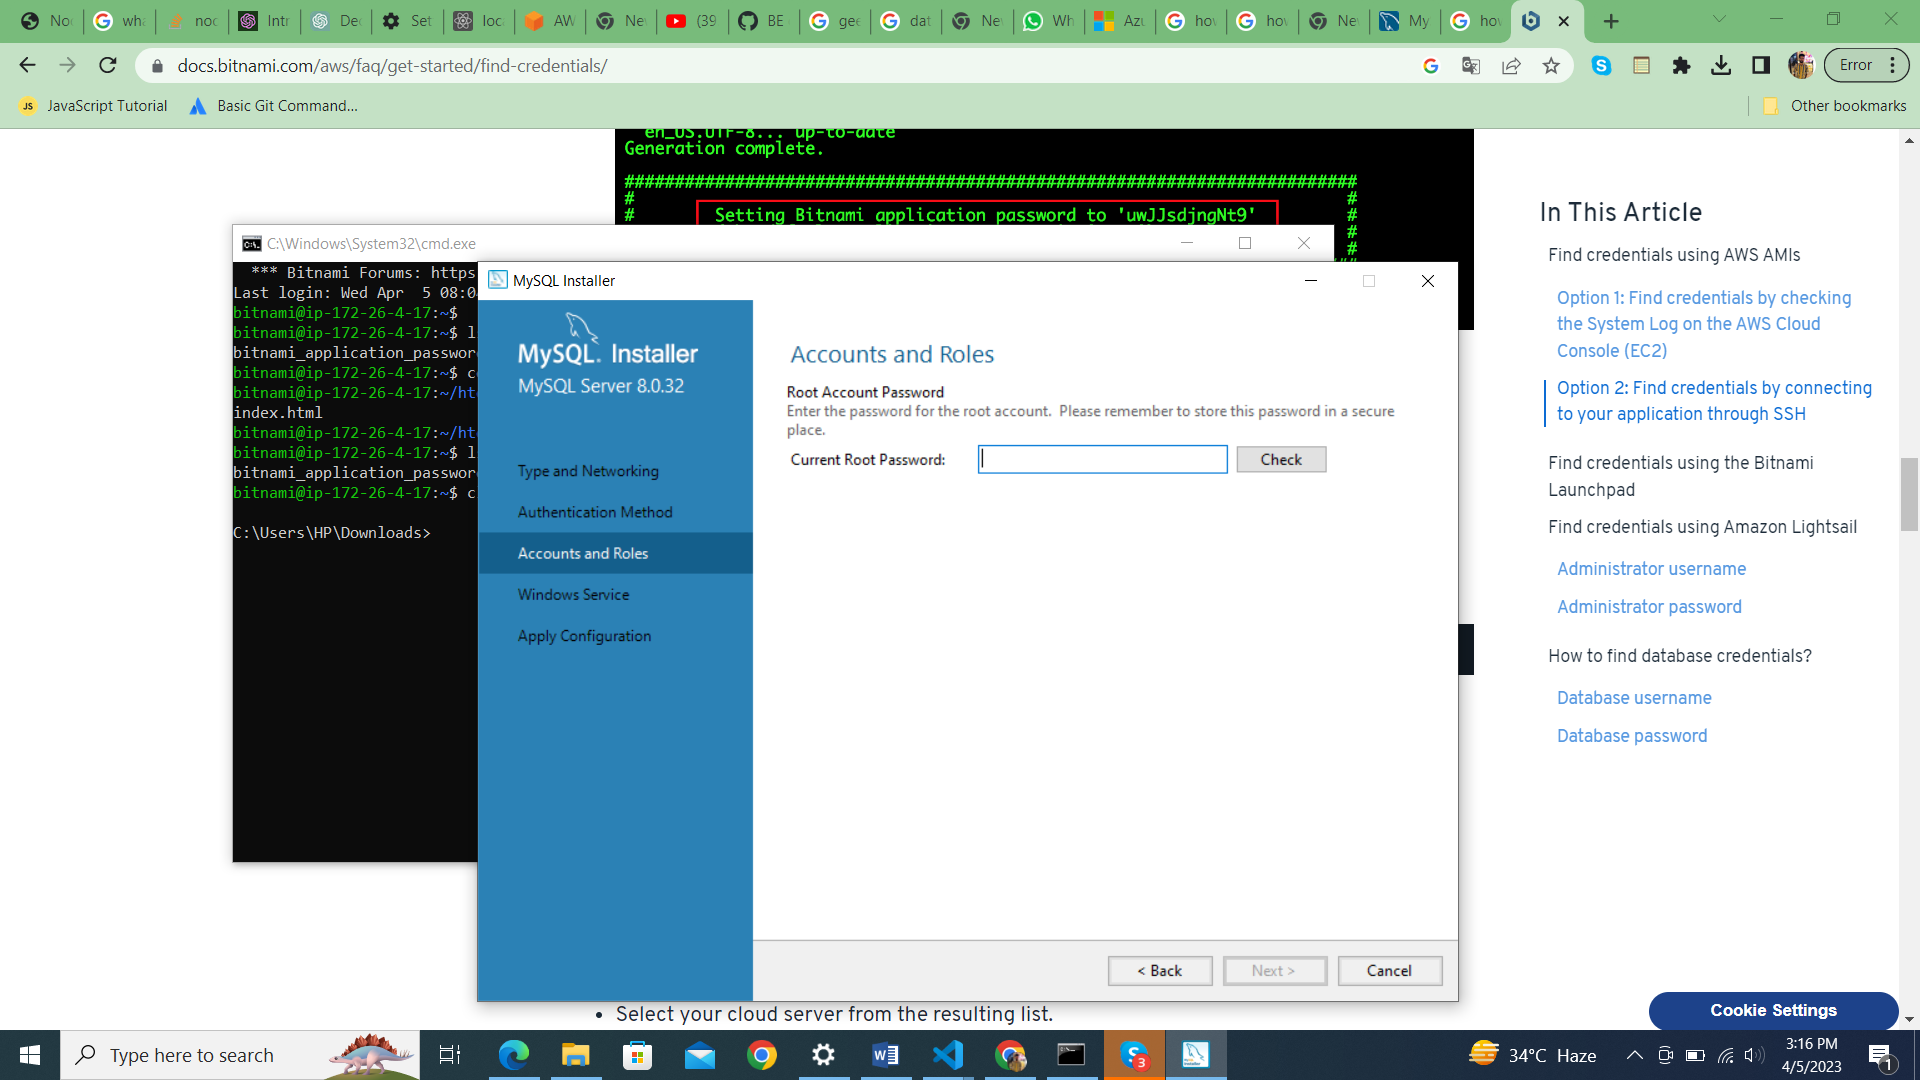 Noc
wha
noc
Intr
Dec
Set
loca
AW
Nev
(39
BE
gee
dat
Nev
Wh
Azu
hov
hov
Nev
My
hov
docs.bitnami.com/aws/faq/get-started/find-credentials/
Error
JS JavaScript Tutorial
Basic Git Command...
Other bookmarks
en_US.UTF-8... up-to-date
Generation complete.
#########################################################################
# #
# Setting Bitnami application password to 'uwJJsdjngNt9' #
#
#
C:\Windows\System32\cmd.exe
*** Bitnami Forums: https
Last login: Wed Apr 5 08:0
bitnami@ip-172-26-4-17:~$
bitnami@ip-172-26-4-17:~$ l
bitnami_application_passwor
bitnami@ip-172-26-4-17:~$ c
bitnami@ip-172-26-4-17:~/ht
index.html
bitnami@ip-172-26-4-17:~/ht
bitnami@ip-172-26-4-17:~$ l
bitnami_application_passwor
bitnami@ip-172-26-4-17:~$ c
C:\Users\HP\Downloads>
MySQL Installer
MySQL. Installer
MySQL Server 8.0.32
Type and Networking
Authentication Method
Accounts and Roles
Windows Service
Apply Configuration
Accounts and Roles
Root Account Password
Enter the password for the root account. Please remember to store this password in a secure
place.
Current Root Password:
Check
< Back
Next >
Cancel
In This Article
Find credentials using AWS AMIs
Option 1: Find credentials by checking
the System Log on the AWS Cloud
Console (EC2)
Option 2: Find credentials by connecting
to your application through SSH
Find credentials using the Bitnami
Launchpad
Find credentials using Amazon Lightsail
Administrator username
Administrator password
How to find database credentials?
Database username
Database password
• Select your cloud server from the resulting list.
Cookie Settings
Type here to search
3
34°C Haze
3:16 PM
4/5/2023
1